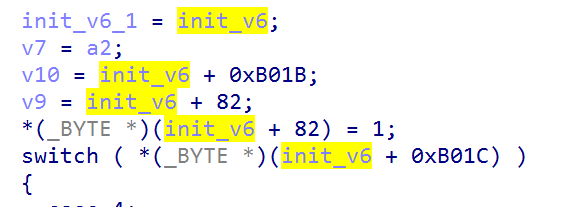 init_v6_1 = init_v6;
v7 = a2;
v10 = init_v6 + 0xB01B;
v9 = init_v6 + 82;
*(_BYTE *)(init_v6 + 82) = 1;
switch ( *(_BYTE *)(init_v6 + 0xB01C) )
{